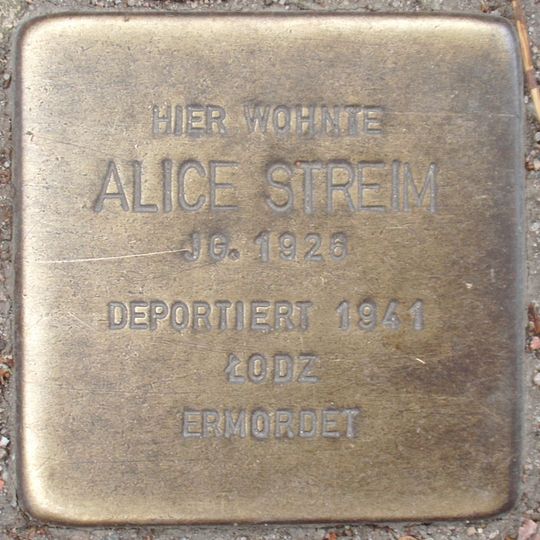 HIER WOHNTE
ALICE STREIM
JG. 1926
DEPORTIERT 1941
ŁODZ
ERMORDET